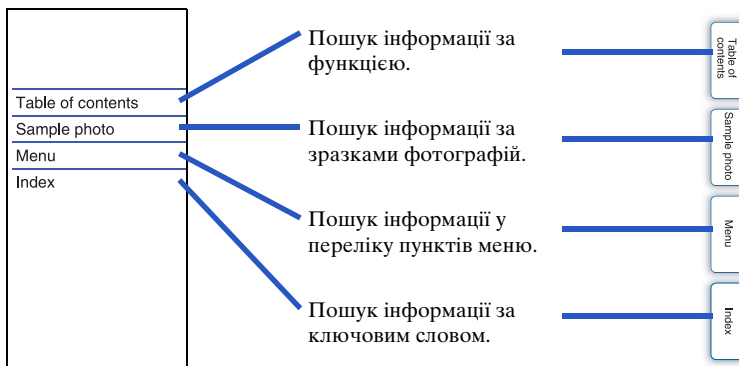 Table of contents
Sample photo
Menu
Index
Пошук інформації за
функцією.
Пошук інформації за
зразками фотографій.
Пошук інформації у
переліку пунктів меню.
Пошук інформації за
ключовим словом.
Table of
contents
Sample photo
Menu
Index